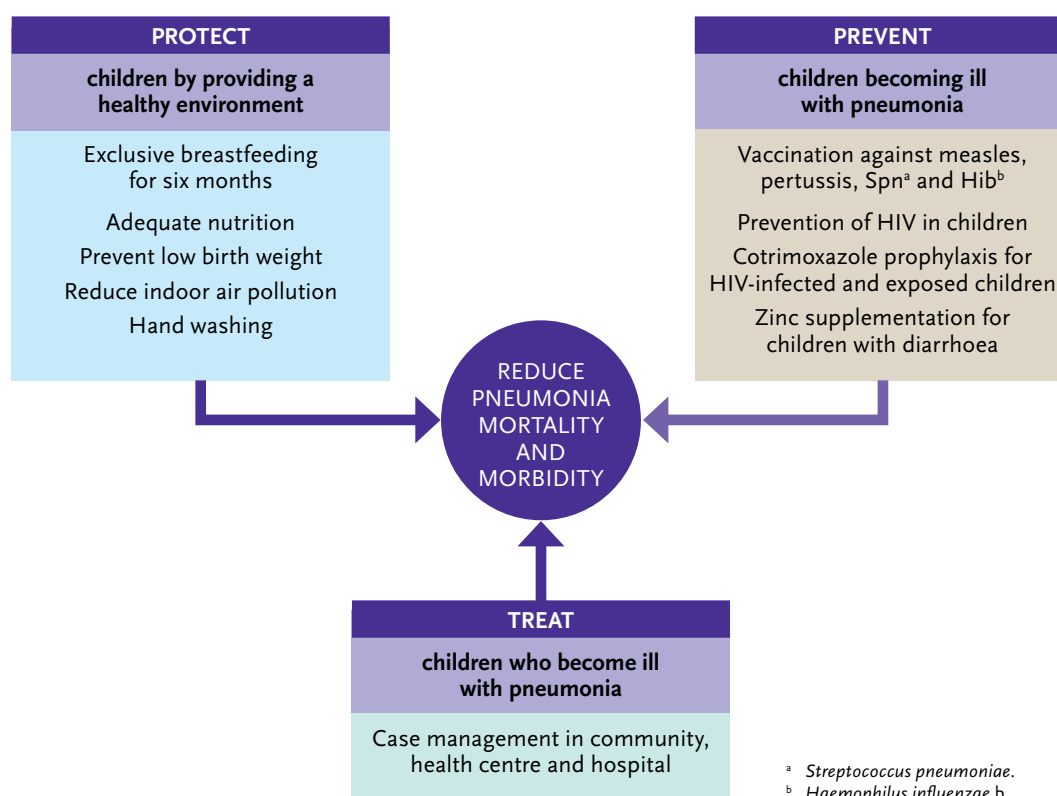 PROTECT
children by providing a
healthy environment
Exclusive breastfeeding
for six months
Adequate nutrition
Prevent low birth weight
Reduce indoor air pollution
Hand washing
PREVENT
children becoming ill
with pneumonia
Vaccination against measles,
pertussis, Spnᵃ and Hibᵇ
Prevention of HIV in children
Cotrimoxazole prophylaxis for
HIV-infected and exposed children
Zinc supplementation for
children with diarrhoea
REDUCE
PNEUMONIA
MORTALITY
AND
MORBIDITY
TREAT
children who become ill
with pneumonia
Case management in community,
health centre and hospital
ᵃ Streptococcus pneumoniae.
ᵇ Haemophilus influenzae b